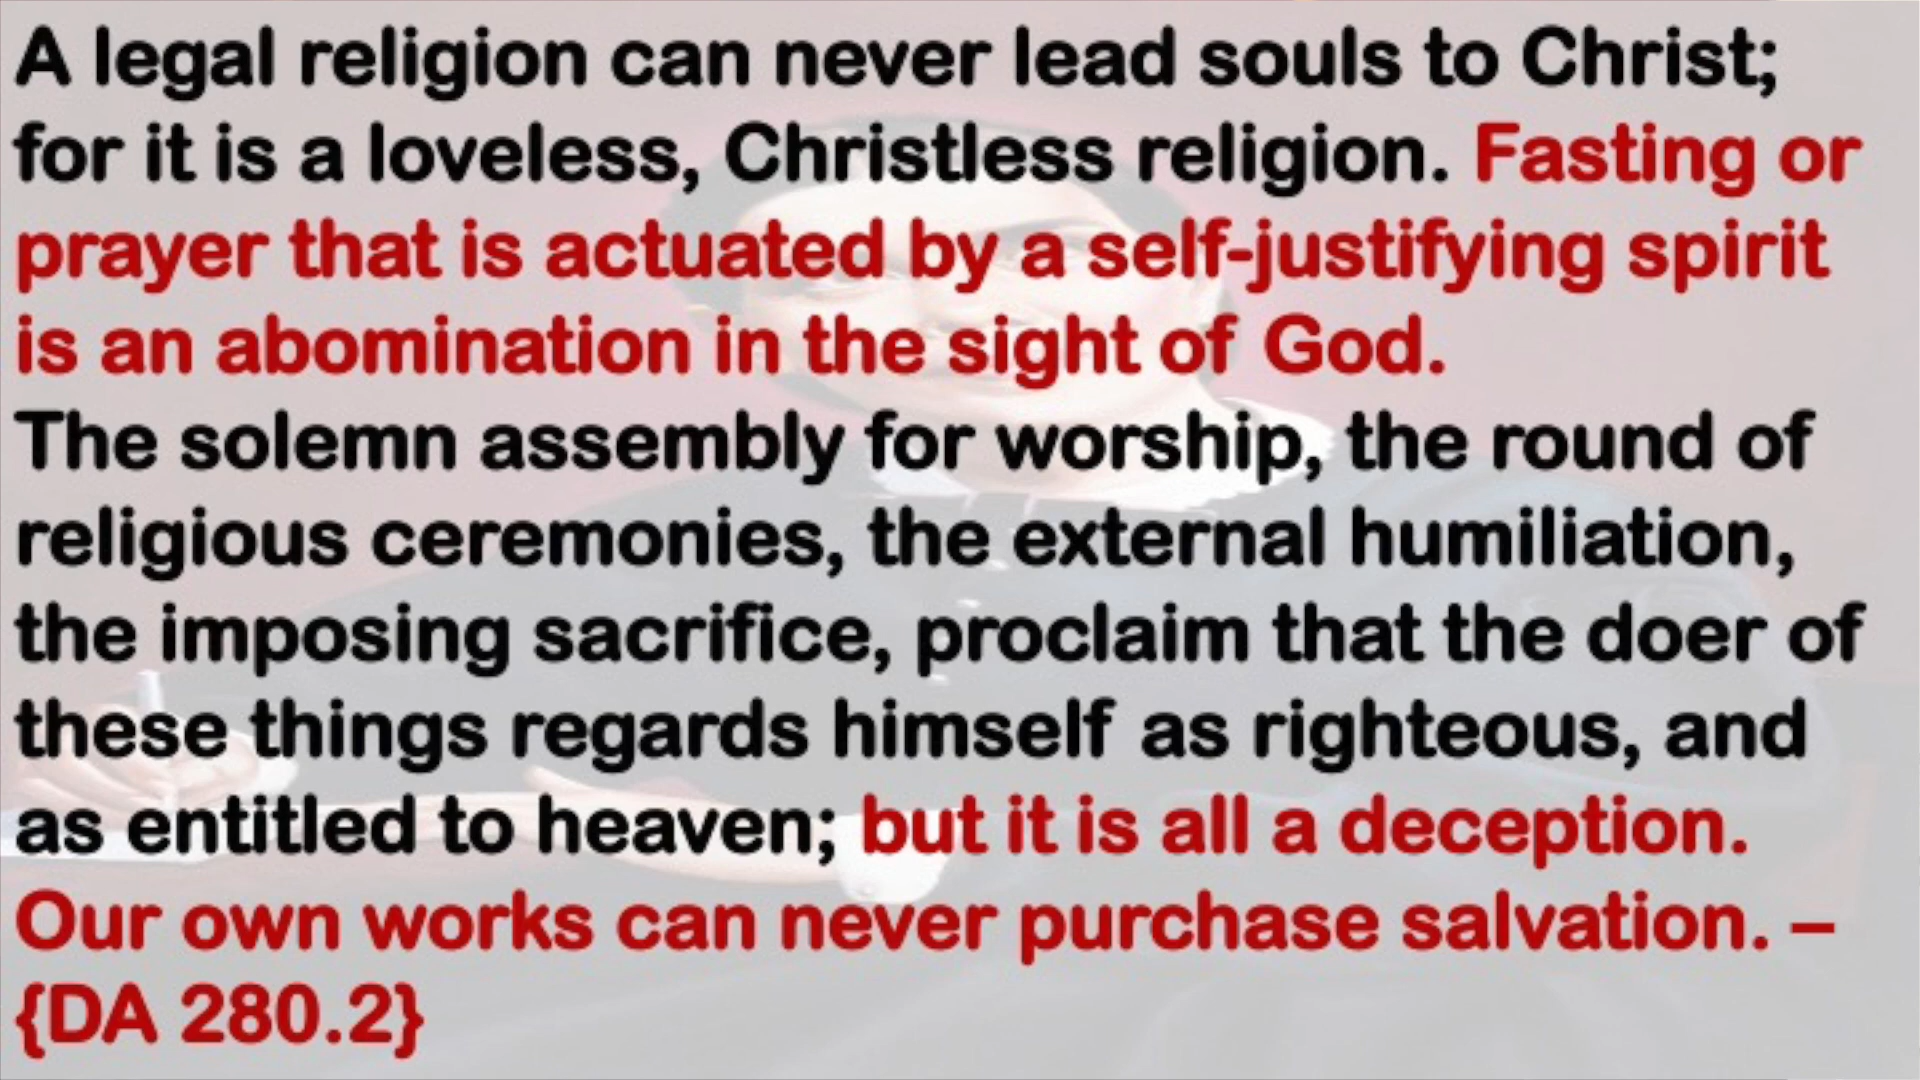 A legal religion can never lead souls to Christ;
for it is a loveless, Christless religion. Fasting or
prayer that is actuated by a self-justifying spirit
is an abomination in the sight of God.
The solemn assembly for worship, the round of
religious ceremonies, the external humiliation,
the imposing sacrifice, proclaim that the doer of
these things regards himself as righteous, and
as entitled to heaven; but it is all a deception.
Our own works can never purchase salvation. –
{DA 280.2}